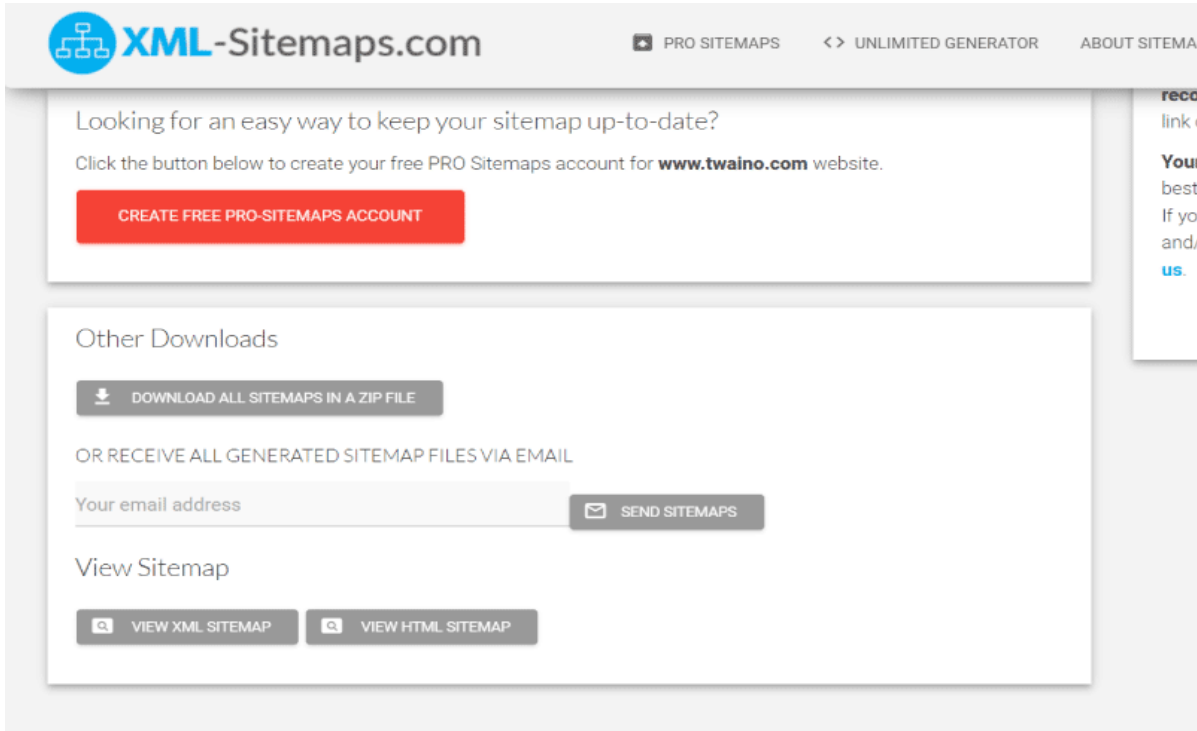 XML-Sitemaps.com
PRO SITEMAPS
<> UNLIMITED GENERATOR
ABOUT SITEMA
Looking for an easy way to keep your sitemap up-to-date?
Click the button below to create your free PRO Sitemaps account for www.twaino.com website.
CREATE FREE PRO-SITEMAPS ACCOUNT
Other Downloads
DOWNLOAD ALL SITEMAPS IN A ZIP FILE
OR RECEIVE ALL GENERATED SITEMAP FILES VIA EMAIL
Your email address
SEND SITEMAPS
View Sitemap
VIEW XML SITEMAP
VIEW HTML SITEMAP
reco
link
Your
best
If yo
and/
us.